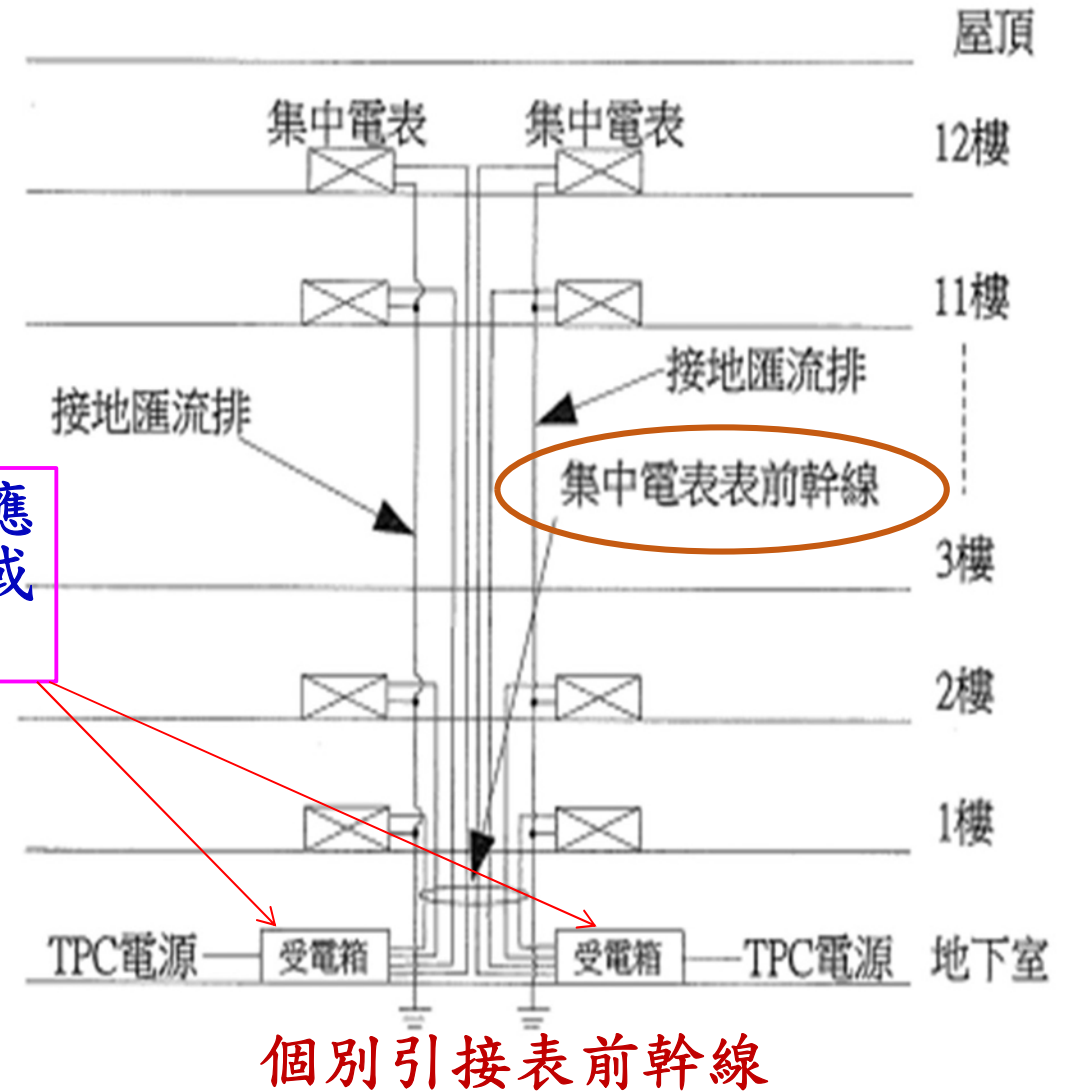 屋頂
集中電表
集中電表
12樓
11樓
接地匯流排
接地匯流排
集中電表表前幹線
應
或
3樓
2樓
1樓
TPC電源
受電箱
受電箱
TPC電源
地下室
個別引接表前幹線